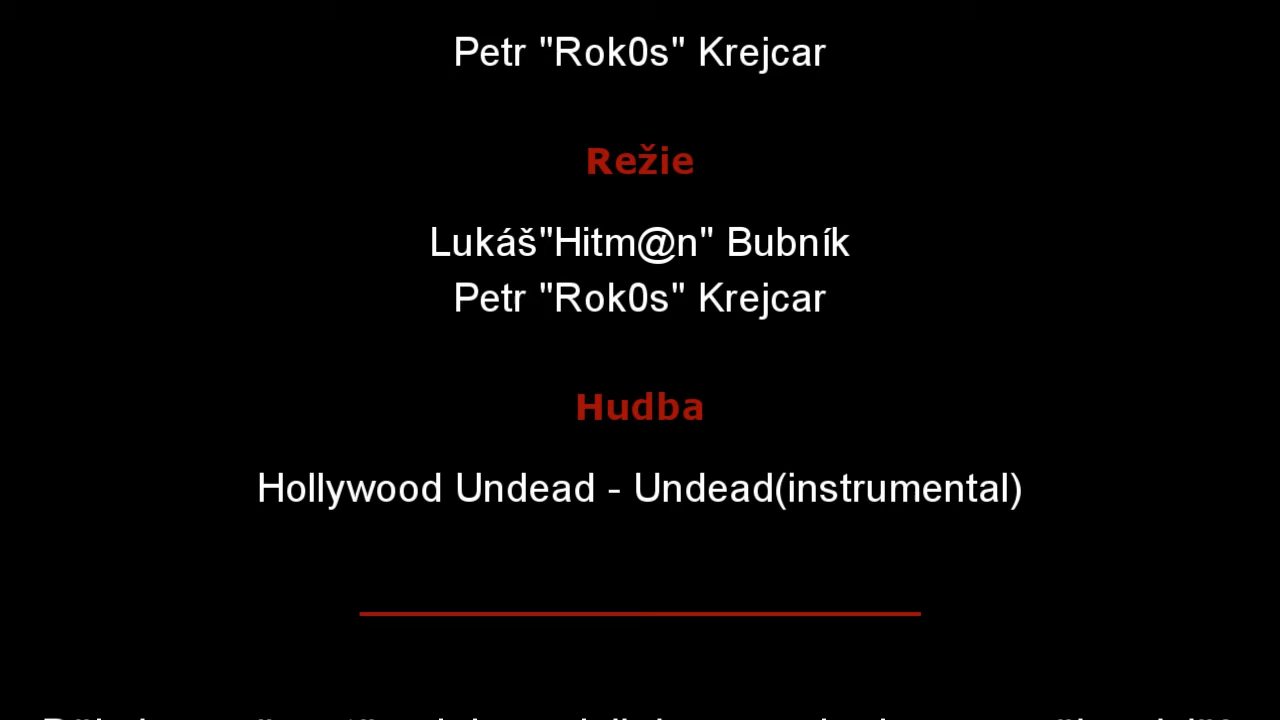 Petr "Rok0s" Krejcar
Režie
Lukáš"Hitm@n" Bubník
Petr "Rok0s" Krejcar
Hudba
Hollywood Undead - Undead(instrumental)